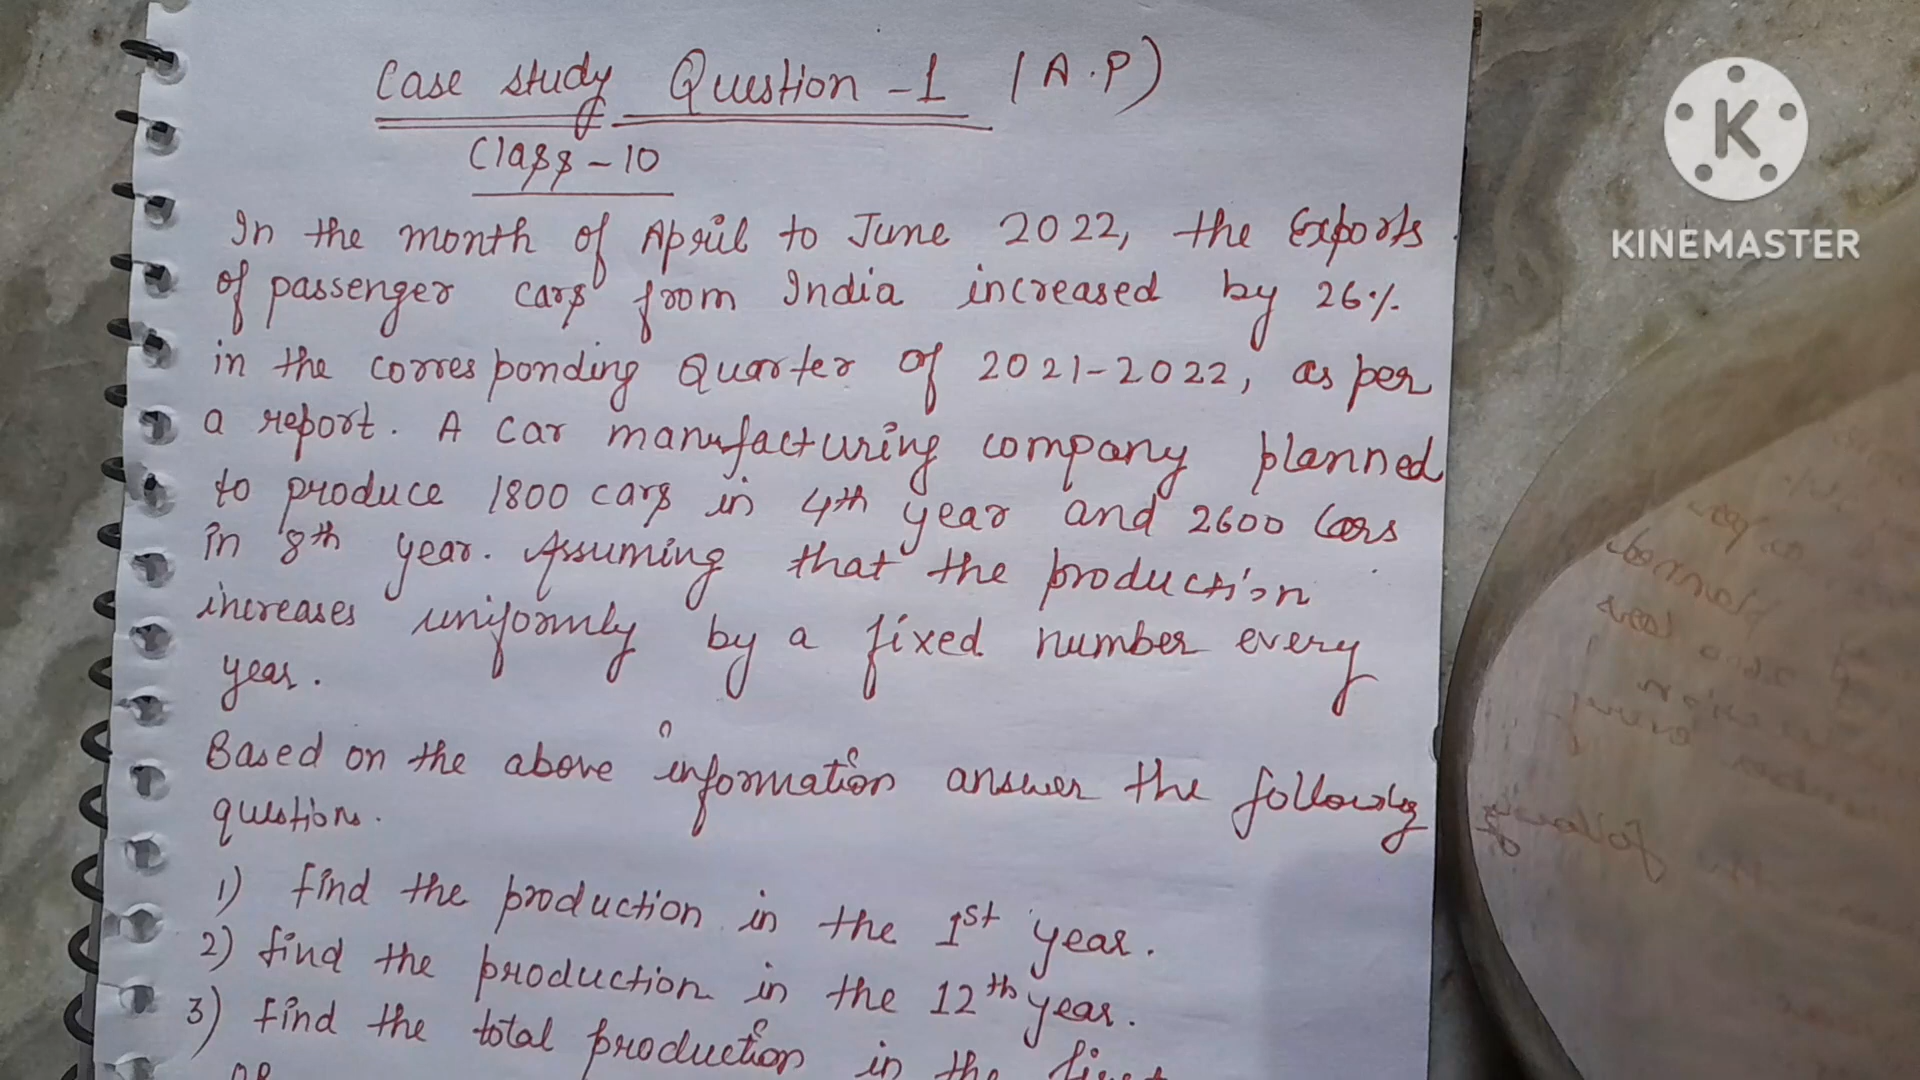 Case study Question -1 (A.P)
Class - 10
In the month of April to June 2022, the Exports
of passenger cars from India increased by 26%
in the corresponding Quarter of 2021-2022, as per
a report. A car manufacturing company planned
to produce 1800 cars in 4th year and 2600 Cars
in 8th year. Assuming that the production
increases uniformly by a fixed number every
year.
Based on the above information answer the following
questions.
1) find the production in the 1st year.
2) find the production in the 12th year.
3) find the total production in the first
OR
K
KINEMASTER